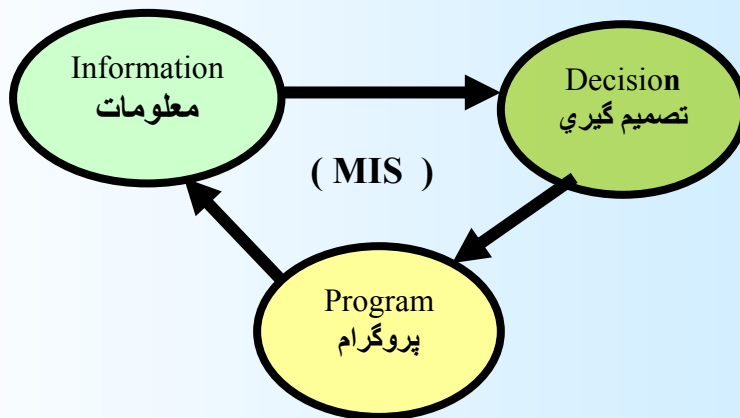 Information
معلومات
Decision
تصميم گيري
( MIS )
Program
پروگرام